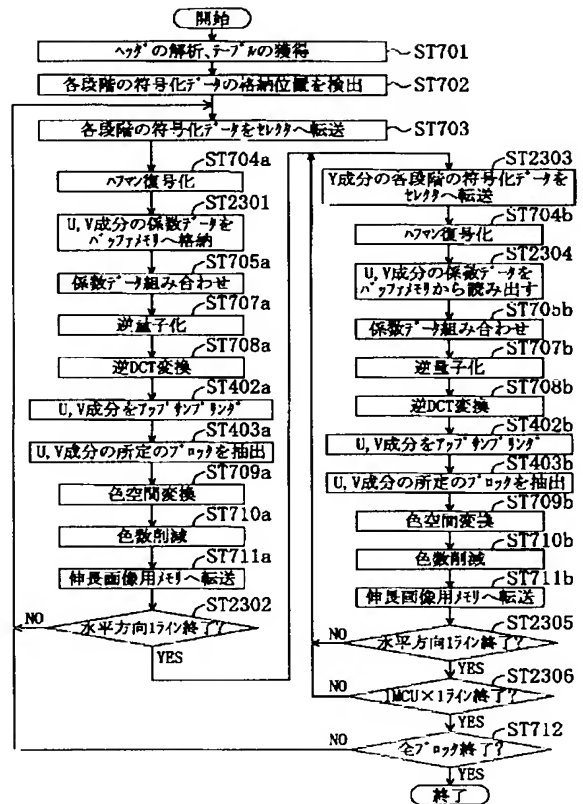 開始
ヘッダの解析、テーブルの獲得
ST701
各段階の符号化データの格納位置を検出
ST702
各段階の符号化データをセレクタへ転送
ST703
ST704a
ハフマン復号化
ST2301
U,V成分の係数データを
バッファメモリへ格納
ST705a
係数データ組み合わせ
ST707a
逆量子化
ST708a
逆DCT変換
ST402a
U,V成分をアップサンプリング
ST403a
U,V成分の所定のブロックを抽出
ST709a
色空間変換
ST710a
色数削減
ST711a
伸長画像用メモリへ転送
ST2302
NO
水平方向1ライン終了?
YES
ST2303
Y成分の各段階の符号化データを
セレクタへ転送
ST704b
ハフマン復号化
ST2304
U,V成分の係数データを
バッファメモリから読み出す
ST705b
係数データ組み合わせ
ST707b
逆量子化
ST708b
逆DCT変換
ST402b
U,V成分をアップサンプリング
ST403b
U,V成分の所定のブロックを抽出
ST709b
色空間変換
ST710b
色数削減
ST711b
伸長画像用メモリへ転送
ST2305
NO
水平方向1ライン終了?
YES
ST2306
NO
1MCU×1ライン終了?
YES
ST712
NO
全ブロック終了?
YES
終了